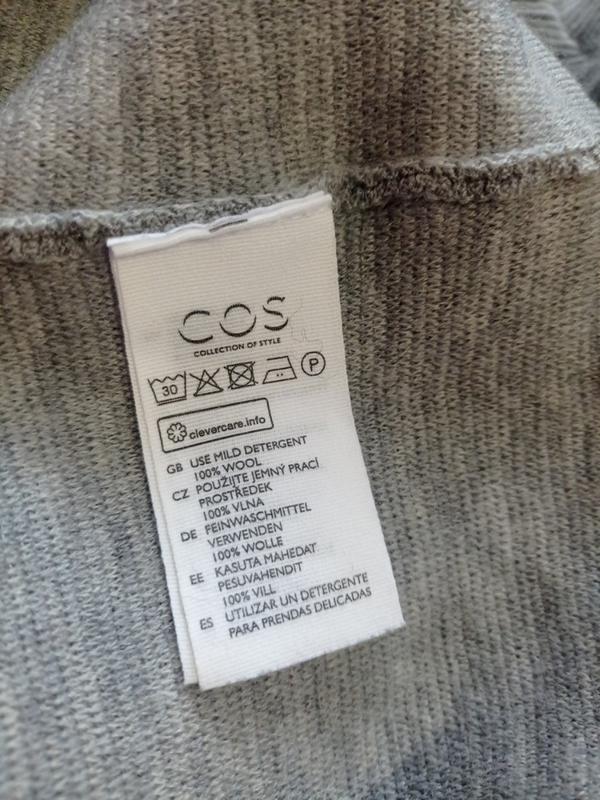 COS
COLLECTION OF STYLE
30 P
clevercare.info
GB USE MILD DETERGENT
100% WOOL
CZ POUŽIJTE JEMNÝ PRACÍ
PROSTŘEDEK
100% VLNA
DE FEINWASCHMITTEL
VERWENDEN
100% WOLLE
EE KASUTA MAHEDAT
PESUVAHENDIT
100% VILL
ES UTILIZAR UN DETERGENTE
PARA PRENDAS DELICADAS